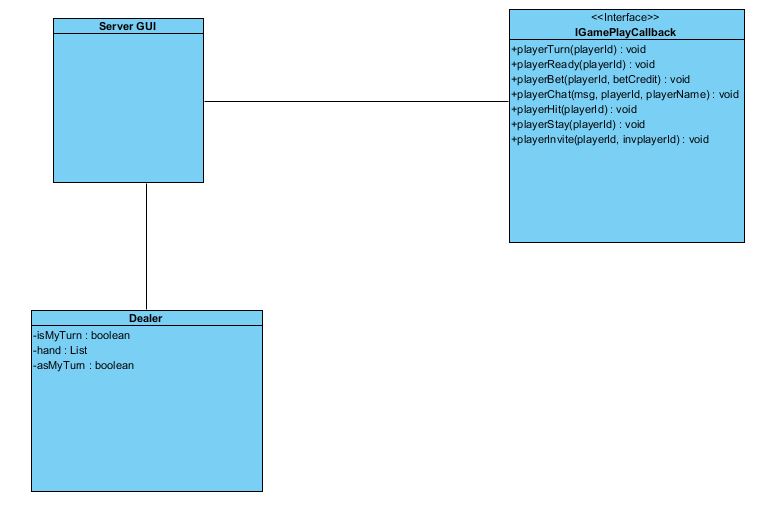 Server GUI
<<Interface>>
IGamePlayCallback
+playerTurn(playerId) : void
+playerReady(playerId) : void
+playerBet(playerId, betCredit) : void
+playerChat(msg, playerId, playerName) : void
+playerHit(playerId) : void
+playerStay(playerId) : void
+playerInvite(playerId, invplayerId) : void
Dealer
-isMyTurn : boolean
-hand : List
-asMyTurn : boolean